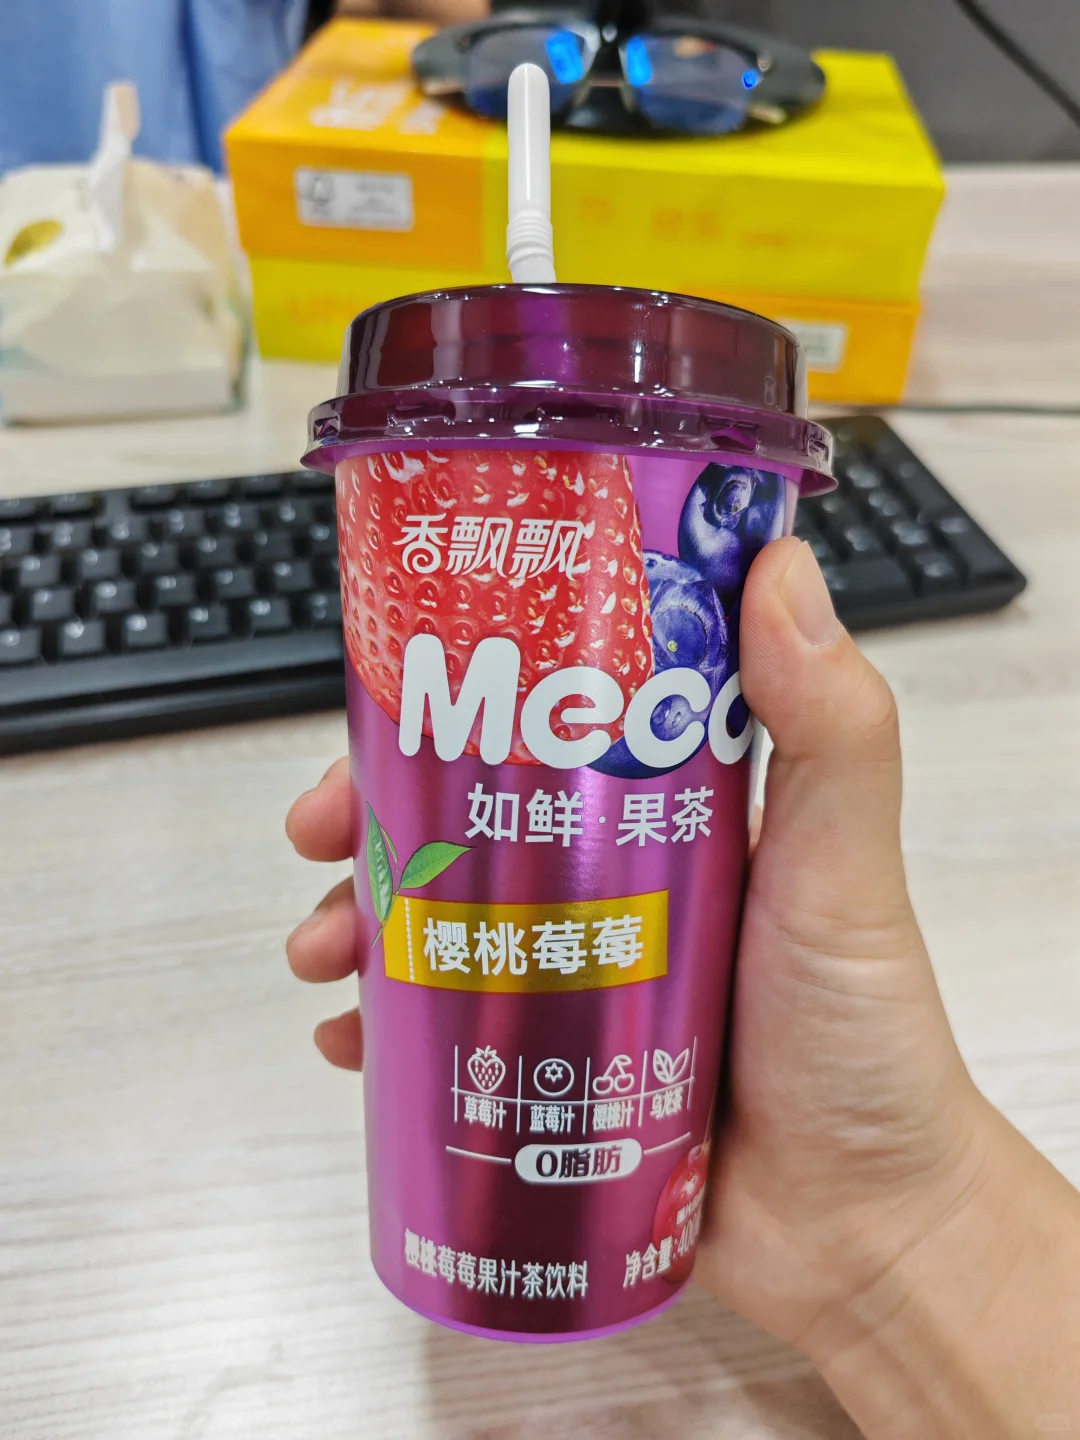 香飘飘
Meco
如鲜·果茶
樱桃莓莓
草莓汁 蓝莓汁 樱桃汁 乌龙茶
0脂肪
樱桃莓莓果汁茶饮料
净含量:400